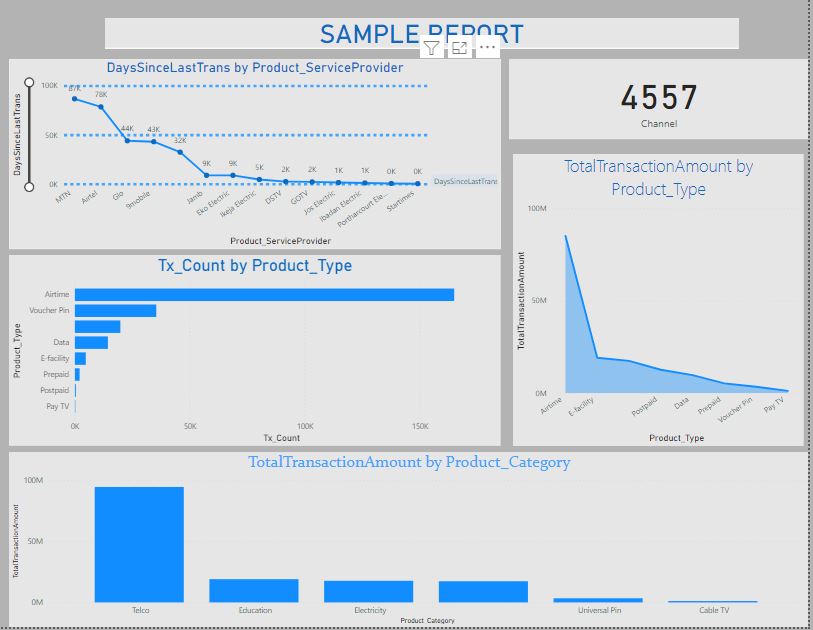 SAMPLE REPORT
DaysSinceLastTrans by Product_ServiceProvider
DaysSinceLastTrans
100K
50K
0K
87K
78K
44K
43K
32K
9K
9K
5K
2K
2K
1K
1K
0K
0K
MTN
Airtel
Glo
9mobile
Jamb
Eko Electric
Ikeja Electric
DSTV
GOTV
Jos Electric
Ibadan Electric
Portharcourt Ele...
Startimes
DaysSinceLastTrans
Product_ServiceProvider
4557
Channel
Tx_Count by Product_Type
Product_Type
Airtime
Voucher Pin
Data
E-facility
Prepaid
Postpaid
Pay TV
0K
50K
100K
150K
Tx_Count
TotalTransactionAmount by
Product_Type
TotalTransactionAmount
100M
50M
0M
Airtime
E-facility
Postpaid
Data
Prepaid
Voucher Pin
Pay TV
Product_Type
TotalTransactionAmount by Product_Category
TotalTransactionAmount
100M
50M
0M
Telco
Education
Electricity
Universal Pin
Cable TV
Product_Category